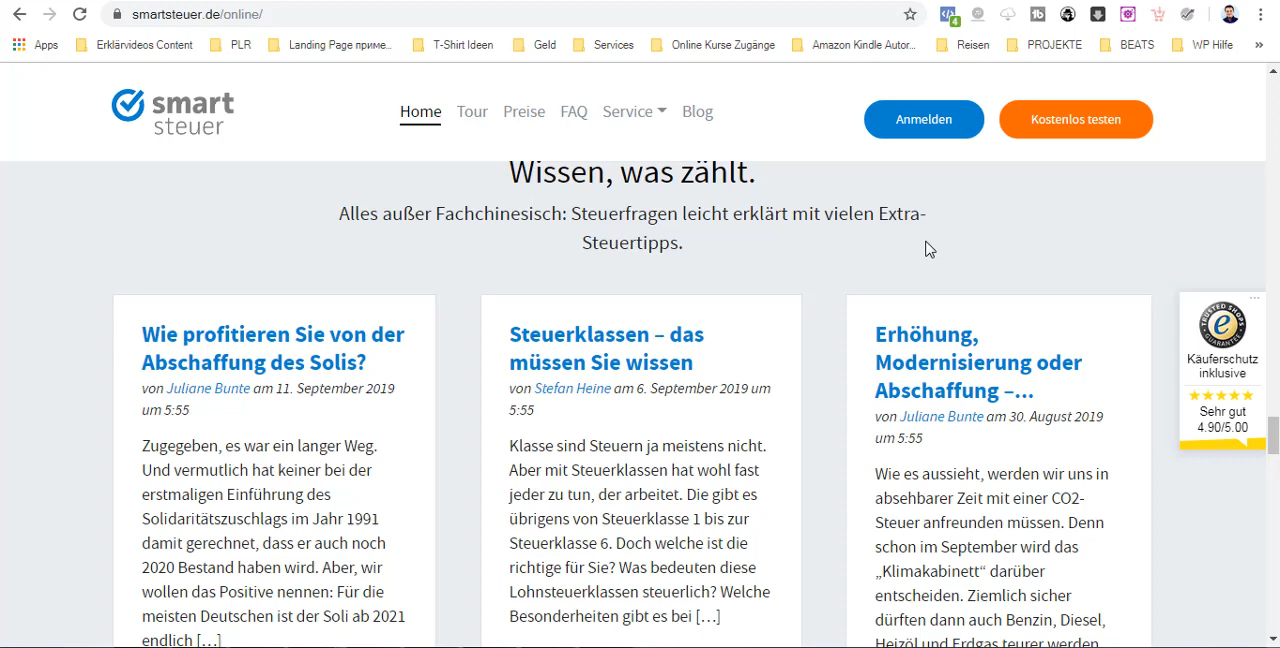 smartsteuer.de/online/
4
Apps
Erklärvideos Content
PLR
Landing Page приме...
T-Shirt Ideen
Geld
Services
Online Kurse Zugänge
Amazon Kindle Autor...
Reisen
PROJEKTE
BEATS
WP Hilfe
»
smart
steuer
Home
Tour
Preise
FAQ
Service
Blog
Anmelden
Kostenlos testen
Wissen, was zählt.
Alles außer Fachchinesisch: Steuerfragen leicht erklärt mit vielen Extra-
Steuertipps.
Wie profitieren Sie von der
Abschaffung des Solis?
von Juliane Bunte am 11. September 2019
um 5:55
Zugegeben, es war ein langer Weg.
Und vermutlich hat keiner bei der
erstmaligen Einführung des
Solidaritätszuschlags im Jahr 1991
damit gerechnet, dass er auch noch
2020 Bestand haben wird. Aber, wir
wollen das Positive nennen: Für die
meisten Deutschen ist der Soli ab 2021
endlich […]
Steuerklassen – das
müssen Sie wissen
von Stefan Heine am 6. September 2019 um
5:55
Klasse sind Steuern ja meistens nicht.
Aber mit Steuerklassen hat wohl fast
jeder zu tun, der arbeitet. Die gibt es
übrigens von Steuerklasse 1 bis zur
Steuerklasse 6. Doch welche ist die
richtige für Sie? Was bedeuten diese
Lohnsteuerklassen steuerlich? Welche
Besonderheiten gibt es bei […]
Erhöhung,
Modernisierung oder
Abschaffung –...
von Juliane Bunte am 30. August 2019
um 5:55
Wie es aussieht, werden wir uns in
absehbarer Zeit mit einer CO2-
Steuer anfreunden müssen. Denn
schon im September wird das
„Klimakabinett“ darüber
entscheiden. Ziemlich sicher
dürften dann auch Benzin, Diesel,
Heizöl und Erdgas teurer werden
TRUSTED SHOPS
e
GUARANTEE
Käuferschutz
inklusive
Sehr gut
4.90/5.00